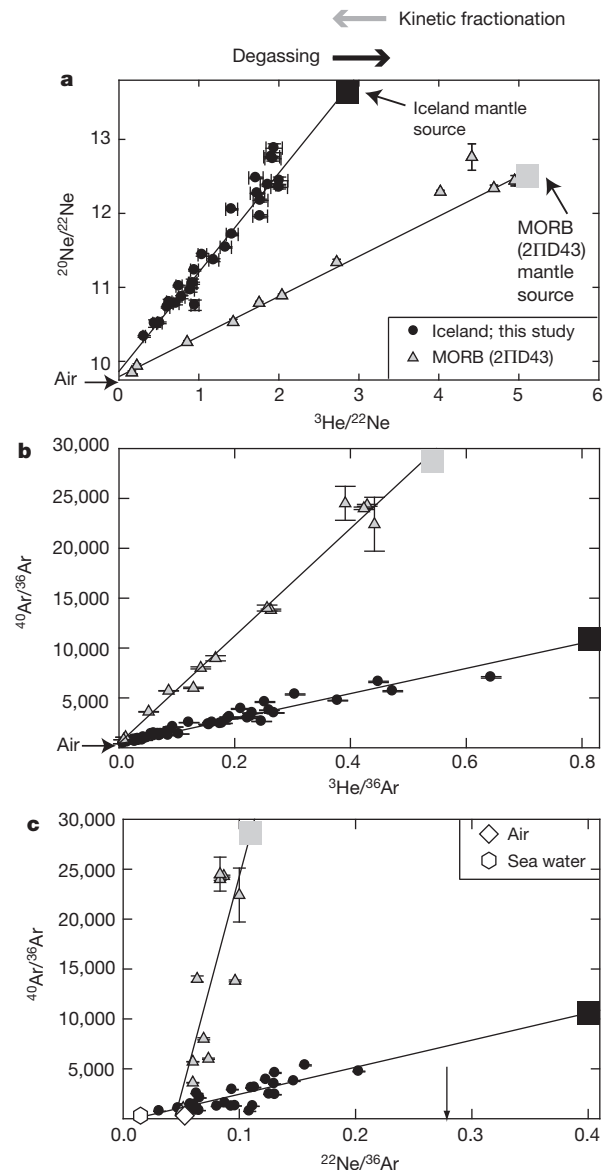 Kinetic fractionation
Degassing
a
13
12
11
10
²⁰Ne/²²Ne
Air
Iceland mantle
source
MORB
(2ΠD43)
mantle
source
Iceland; this study
MORB (2ΠD43)
0 1 2 3 4 5 6
³He/²²Ne
b
30,000
25,000
20,000
15,000
10,000
5,000
⁴⁰Ar/³⁶Ar
Air
0.0 0.2 0.4 0.6 0.8
³He/³⁶Ar
c
30,000
25,000
20,000
15,000
10,000
5,000
⁴⁰Ar/³⁶Ar
Air
Sea water
0.0 0.1 0.2 0.3 0.4
²²Ne/³⁶Ar